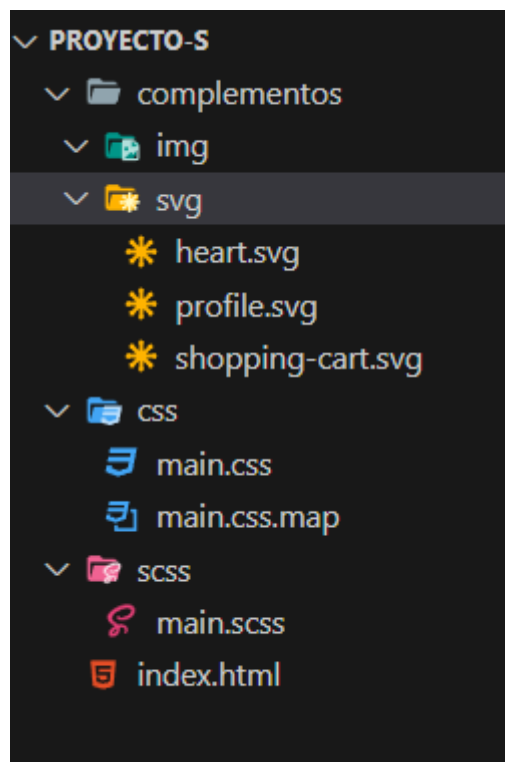 PROYECTO-S
complementos
img
svg
heart.svg
profile.svg
shopping-cart.svg
css
main.css
main.css.map
scss
main.scss
index.html